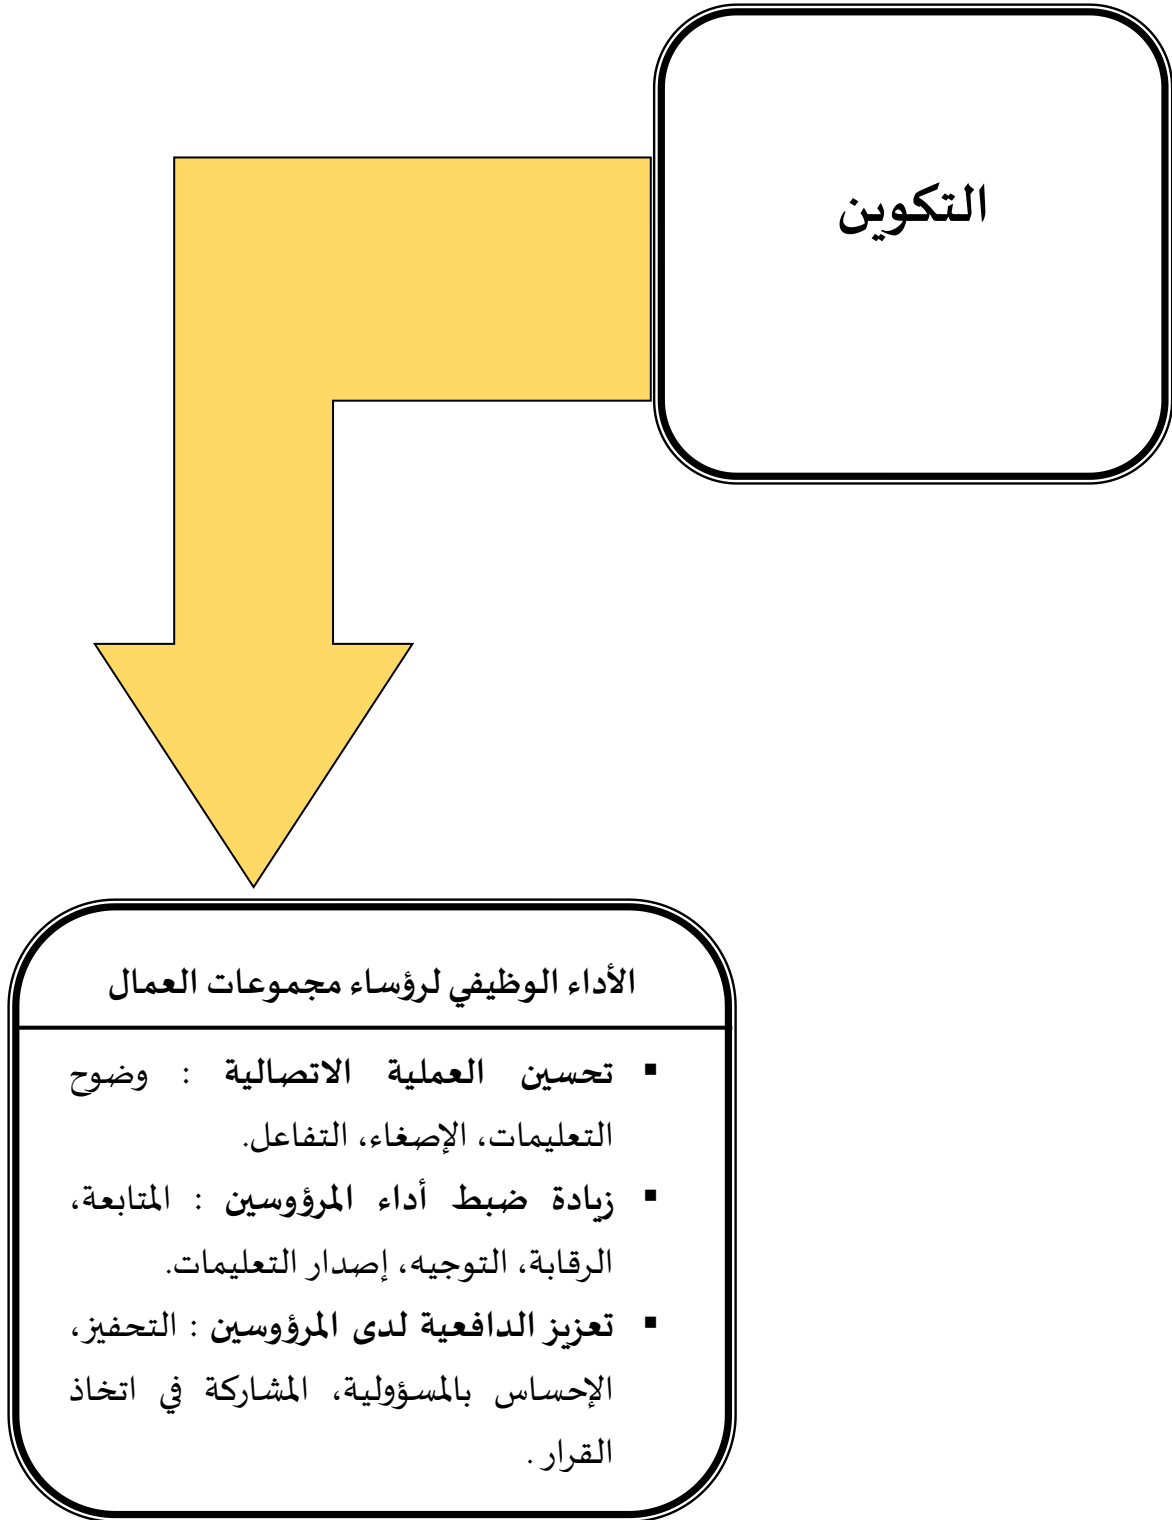 التكوين
الأداء الوظيفي لرؤساء مجموعات العمال
▪ تحسين العملية الاتصالية : وضوح
التعليمات، الإصغاء، التفاعل.
▪ زيادة ضبط أداء المرؤوسين : المتابعة،
الرقابة، التوجيه، إصدار التعليمات.
▪ تعزيز الدافعية لدى المرؤوسين : التحفيز،
الإحساس بالمسؤولية، المشاركة في اتخاذ
القرار .